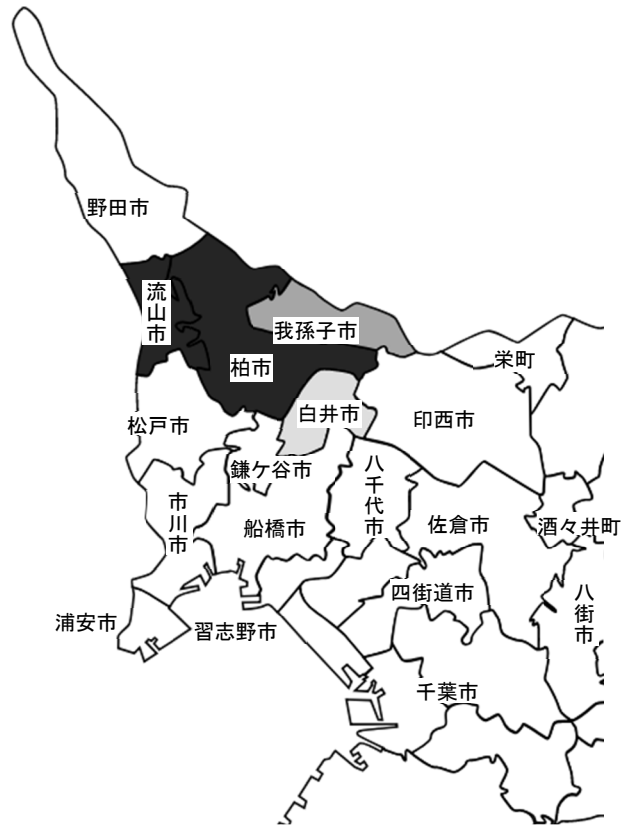 野田市
流山市
我孫子市
柏市
栄町
白井市
印西市
松戸市
鎌ケ谷市
八千代市
市川市
船橋市
佐倉市
酒々井町
四街道市
八街市
浦安市
習志野市
千葉市